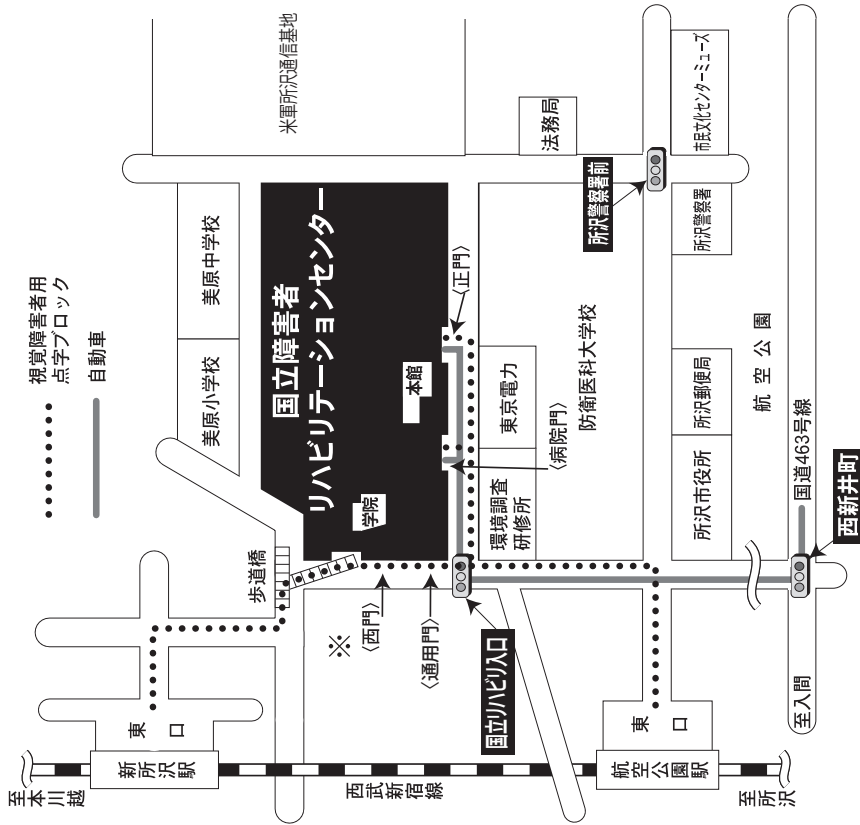 視覚障害者用
点字ブロック
自動車
米軍所沢通信基地
美原中学校
美原小学校
国立障害者
リハビリテーションセンター
本館
学院
〈正門〉
〈病院門〉
〈西門〉
〈通用門〉
※
歩道橋
法務局
市民文化センターミューズ
所沢警察署前
所沢警察署
防衛医科大学校
東京電力
環境調査
研修所
所沢郵便局
所沢市役所
航空公園
国道463号線
西新井町
国立リハビリ入口
至入間
東口
新所沢駅
至本川越
西武新宿線
東口
航空公園駅
至所沢